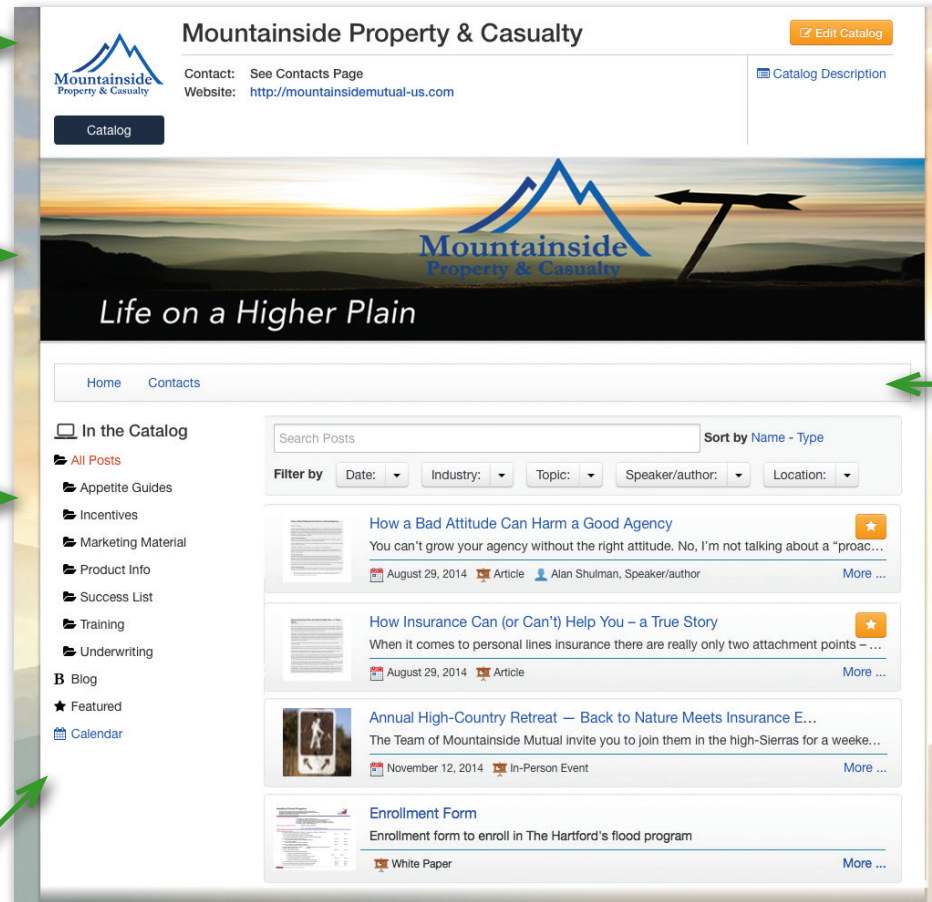 Mountainside Property & Casualty
Edit Catalog
Mountainside
Property & Casualty
Contact: See Contacts Page
Website: http://mountainsidemutual-us.com
Catalog Description
Catalog
Mountainside
Property & Casualty
Life on a Higher Plain
Home Contacts
In the Catalog
All Posts
Appetite Guides
Incentives
Marketing Material
Product Info
Success List
Training
Underwriting
B Blog
Featured
Calendar
Search Posts
Sort by Name - Type
Filter by Date: Industry: Topic: Speaker/author: Location:
How a Bad Attitude Can Harm a Good Agency
You can't grow your agency without the right attitude. No, I'm not talking about a "proac...
August 29, 2014 Article Alan Shulman, Speaker/author More ...
How Insurance Can (or Can't) Help You – a True Story
When it comes to personal lines insurance there are really only two attachment points – ...
August 29, 2014 Article More ...
Annual High-Country Retreat — Back to Nature Meets Insurance E...
The Team of Mountainside Mutual invite you to join them in the high-Sierras for a weeke...
November 12, 2014 In-Person Event More ...
Enrollment Form
Enrollment form to enroll in The Hartford's flood program
White Paper More ...